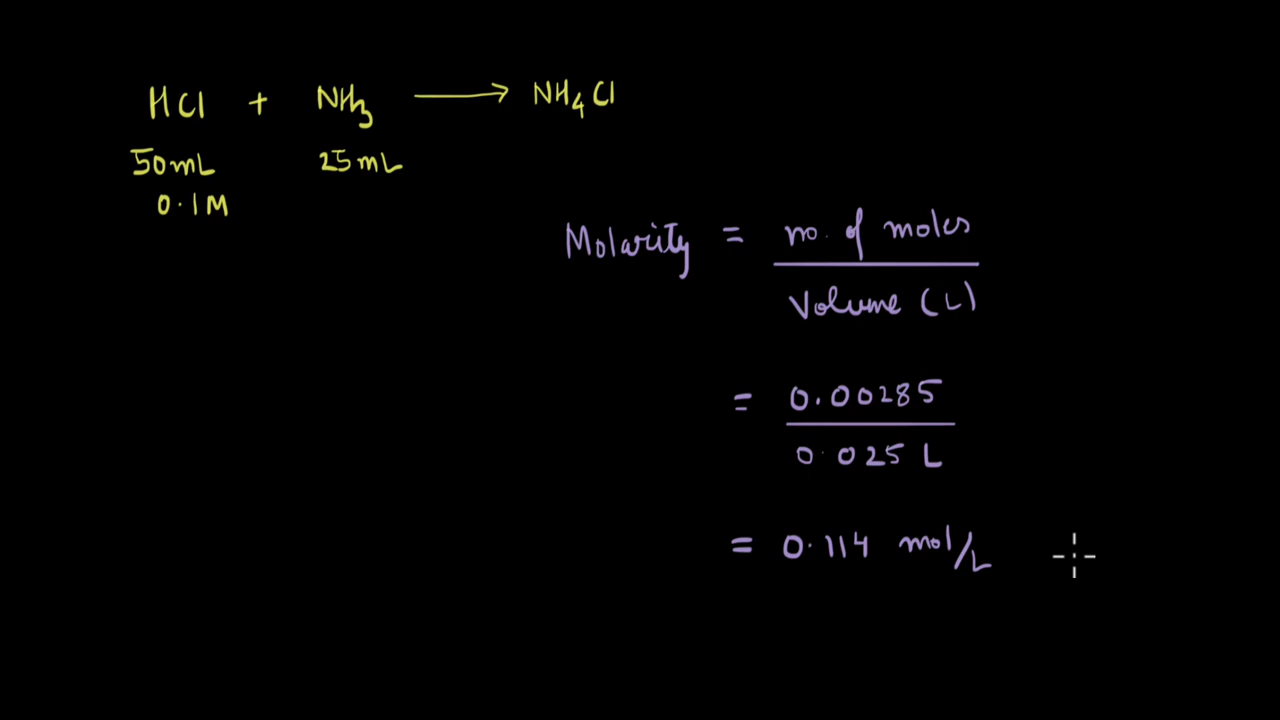 HCl + NH3 ⟶ NH4Cl
50mL 25mL
0.1M
Molarity = no. of moles
Volume (L)
= 0.00285
0.025 L
= 0.114 mol/L